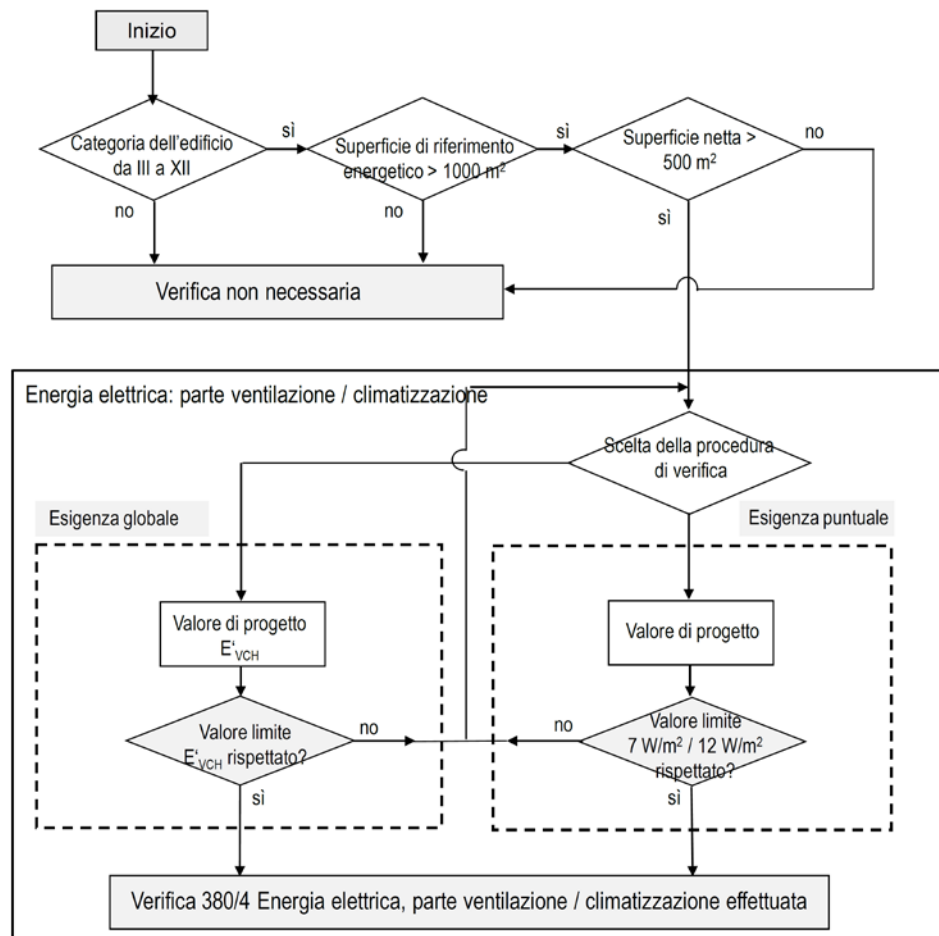 Inizio
Categoria dell'edificio
da III a XII
sì
Superficie di riferimento
energetico > 1000 m²
sì
Superficie netta >
500 m²
no
no
no
sì
Verifica non necessaria
Energia elettrica: parte ventilazione / climatizzazione
Scelta della procedura
di verifica
Esigenza globale
Esigenza puntuale
Valore di progetto
E'VCH
Valore di progetto
Valore limite
E'VCH rispettato?
no
no
Valore limite
7 W/m² / 12 W/m²
rispettato?
sì
sì
Verifica 380/4 Energia elettrica, parte ventilazione / climatizzazione effettuata